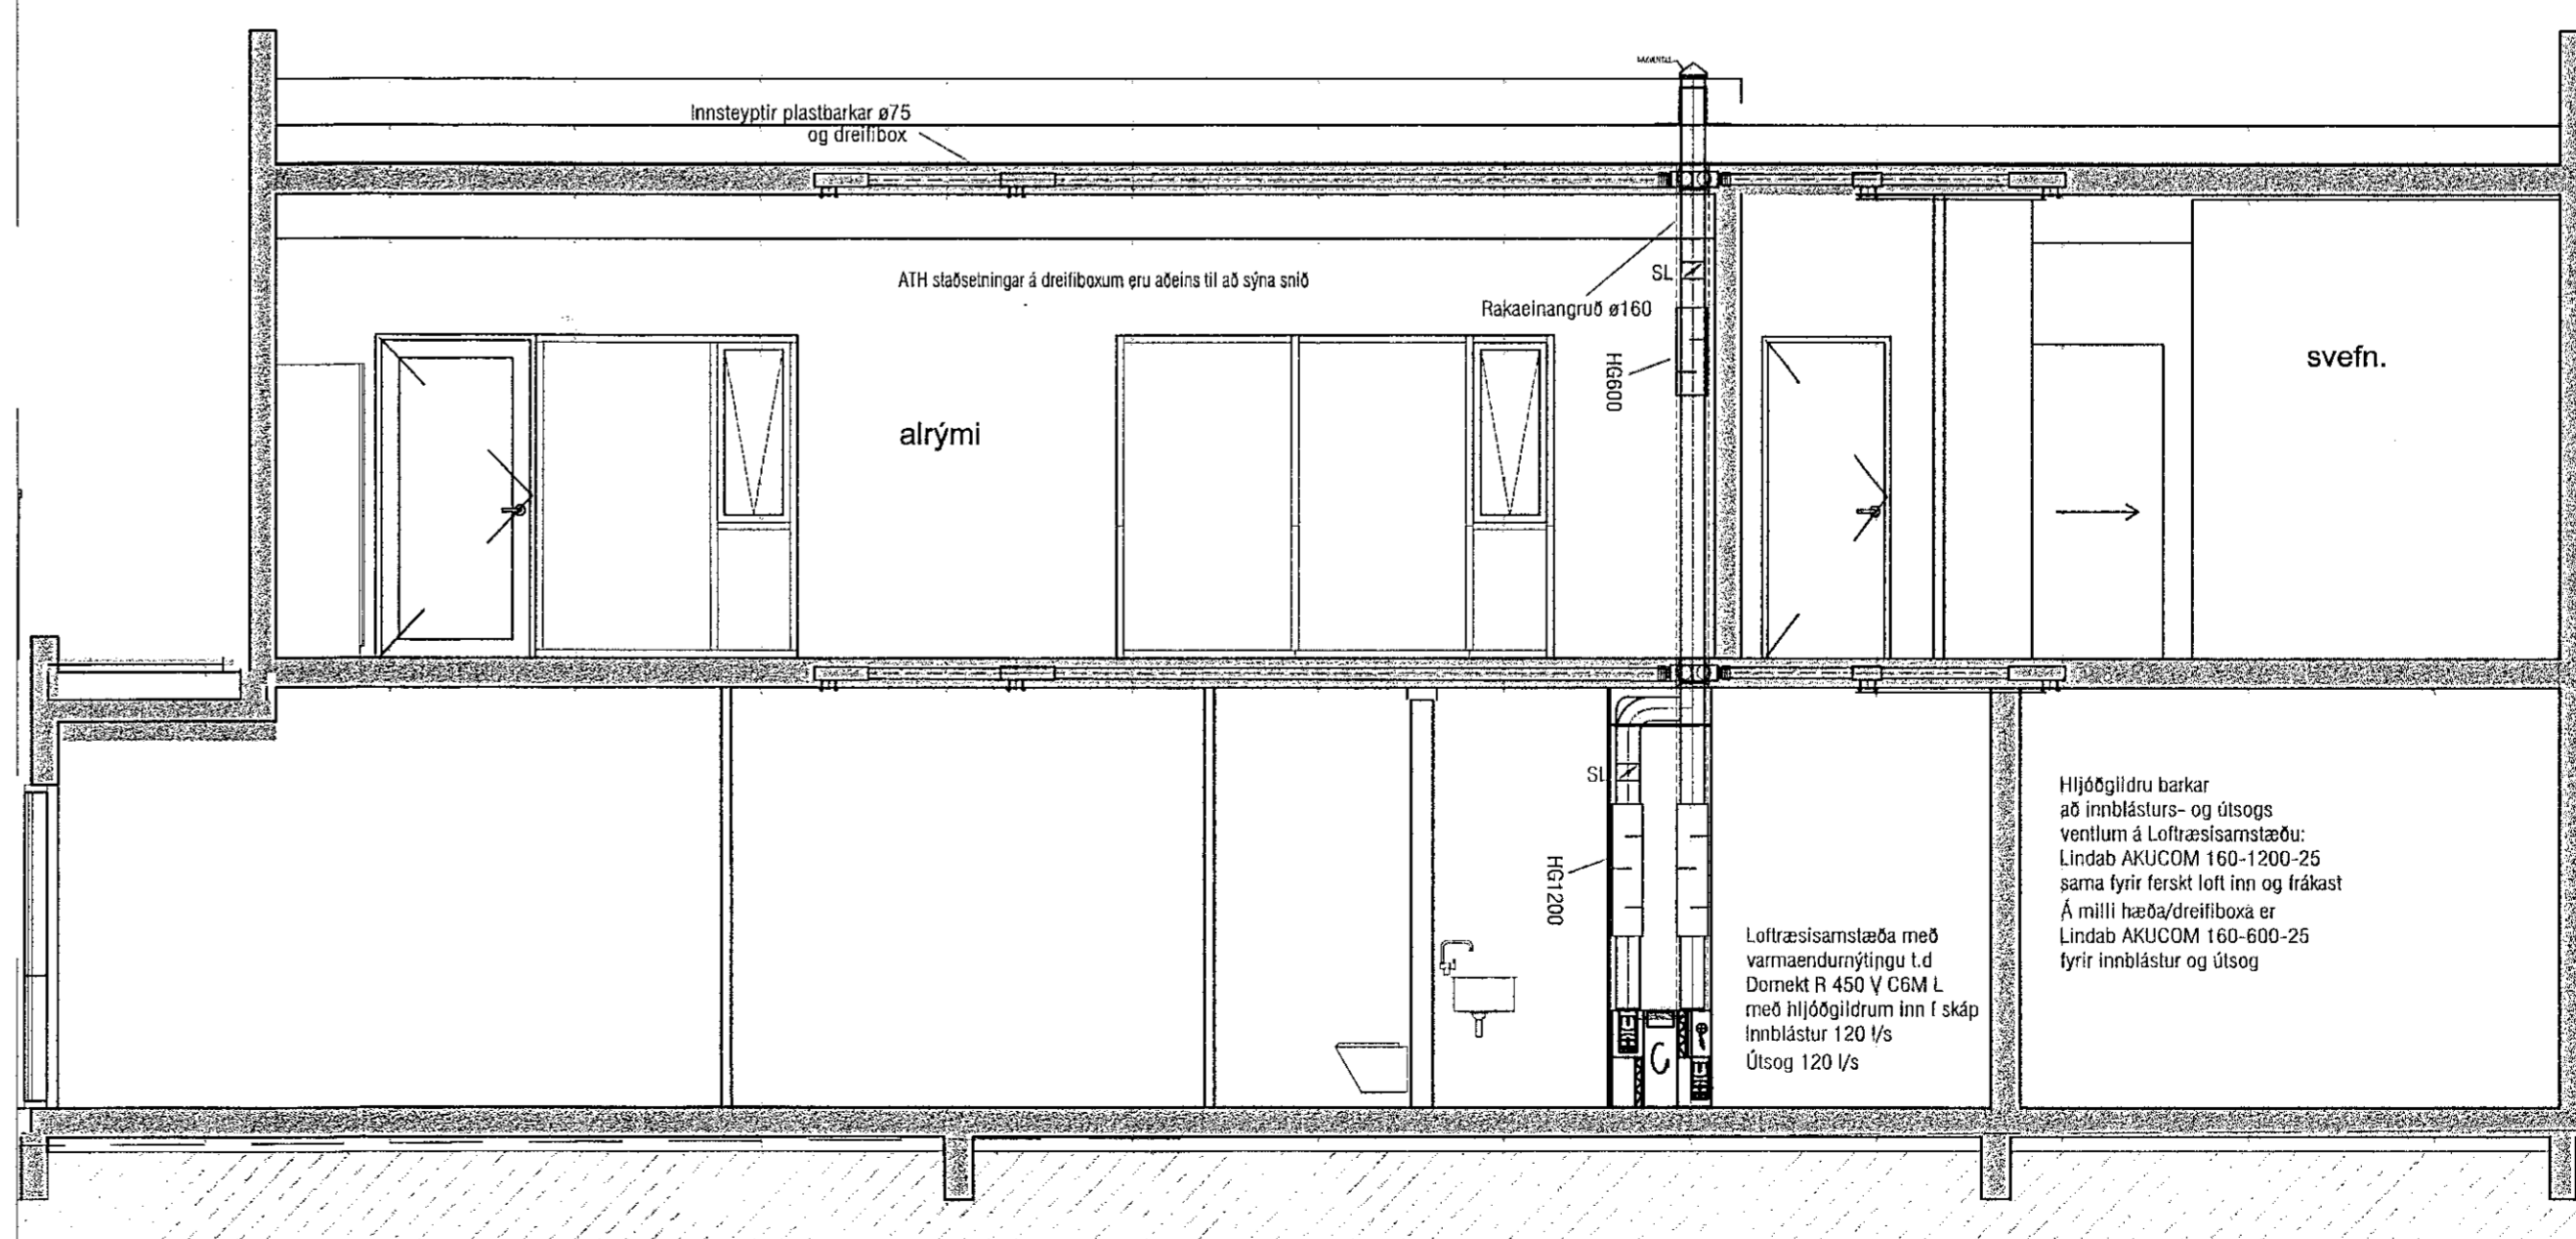 Innsteyptir plastbarkar ø75
og dreifibox
ATH staðsetningar á dreifiboxum eru aðeins til að sýna snið
SL
Rakaeinangruð ø160
HG600
alrými
svefn.
SL
HG1200
Loftræsisamstæða með
varmaendurnýtingu t.d
Domekt R 450 V C6M L
með hljóðgildrum inn í skáp
Innblástur 120 l/s
Útsog 120 l/s
Hljóðgildru barkar
að innblásturs- og útsogs
ventlum á Loftræsisamstæðu:
Lindab AKUCOM 160-1200-25
sama fyrir ferskt loft inn og frákast
Á milli hæða/dreifiboxa er
Lindab AKUCOM 160-600-25
fyrir innblástur og útsog